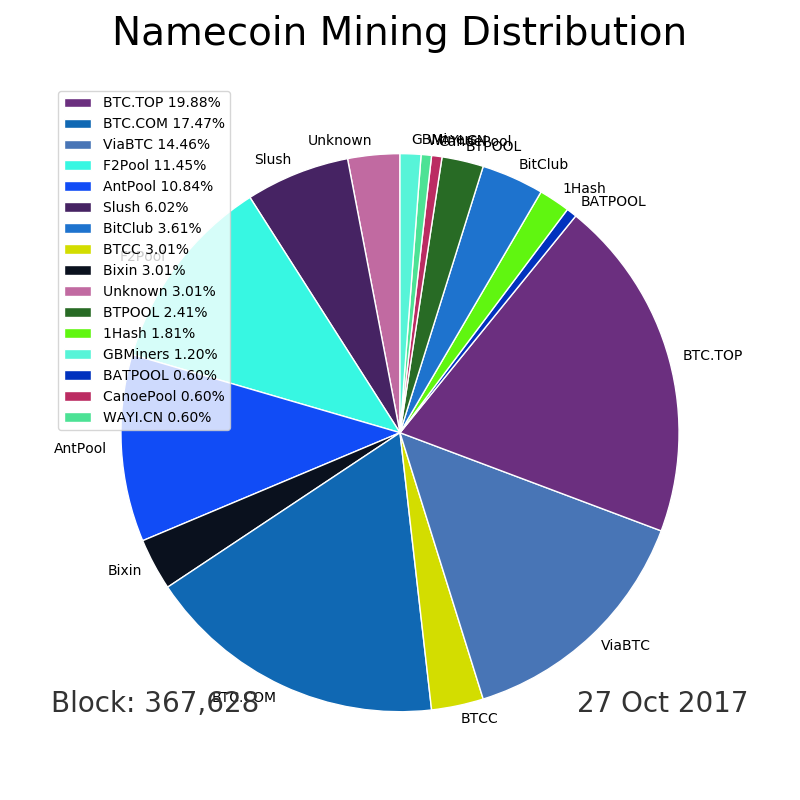 Namecoin Mining Distribution
BTC.TOP 19.88%
BTC.COM 17.47%
ViaBTC 14.46%
F2Pool 11.45%
AntPool 10.84%
Slush 6.02%
BitClub 3.61%
BTCC 3.01%
Bixin 3.01%
Unknown 3.01%
BTPOOL 2.41%
1Hash 1.81%
GBMiners 1.20%
BATPOOL 0.60%
CanoePool 0.60%
WAYI.CN 0.60%
GBMiners
WAYI.CN
CanoePool
BTPOOL
BitClub
1Hash
BATPOOL
Unknown
Slush
F2Pool
BTC.TOP
AntPool
Bixin
ViaBTC
BTC.COM
BTCC
Block: 367,628
27 Oct 2017